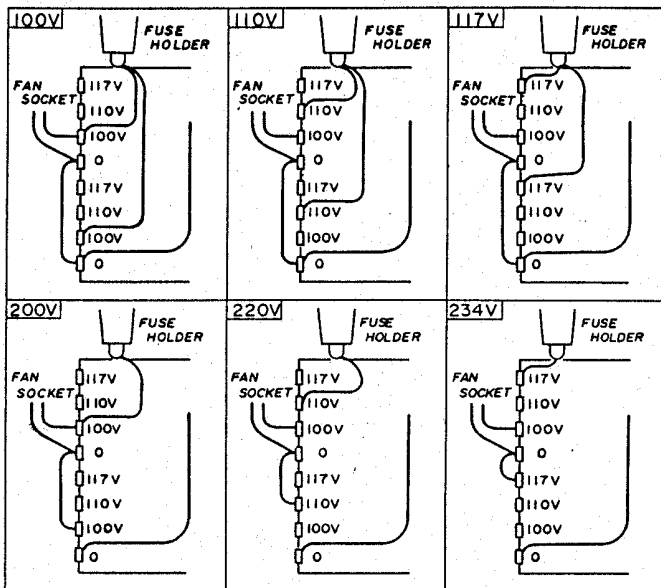 100V
FUSE
HOLDER
FAN
SOCKET
117V
110V
100V
0
117V
110V
100V
0
110V
FUSE
HOLDER
FAN
SOCKET
117V
110V
100V
0
117V
110V
100V
0
117V
FUSE
HOLDER
FAN
SOCKET
117V
110V
100V
0
117V
110V
100V
0
200V
FUSE
HOLDER
FAN
SOCKET
117V
110V
100V
0
117V
110V
100V
0
220V
FUSE
HOLDER
FAN
SOCKET
117V
110V
100V
0
117V
110V
100V
0
234V
FUSE
HOLDER
FAN
SOCKET
117V
110V
100V
0
117V
110V
100V
0